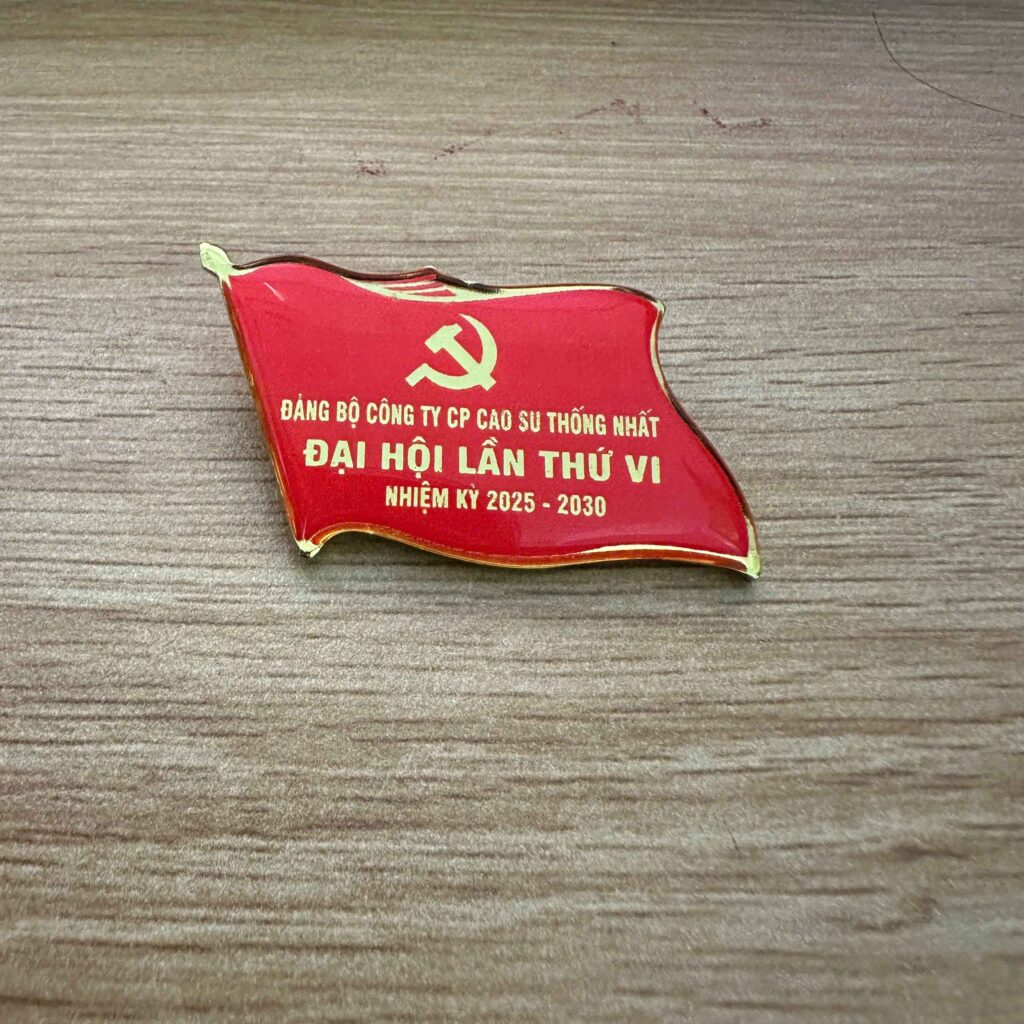 ĐẢNG BỘ CÔNG TY CP CAO SU THỐNG NHẤT
ĐẠI HỘI LẦN THỨ VI
NHIỆM KỲ 2025 - 2030